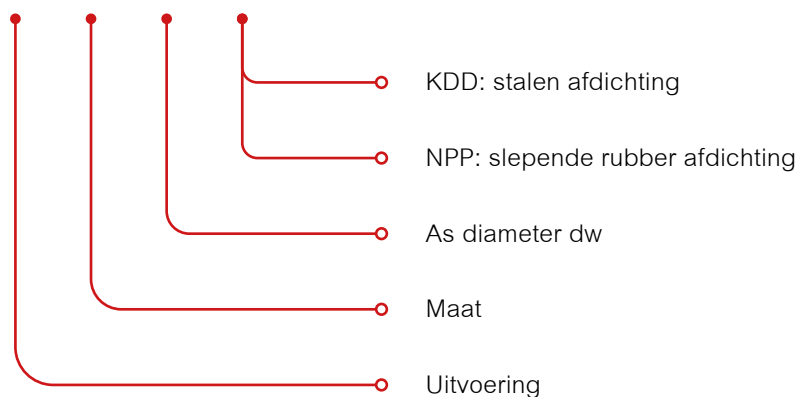 KDD: stalen afdichting
NPP: slepende rubber afdichting
As diameter dw
Maat
Uitvoering